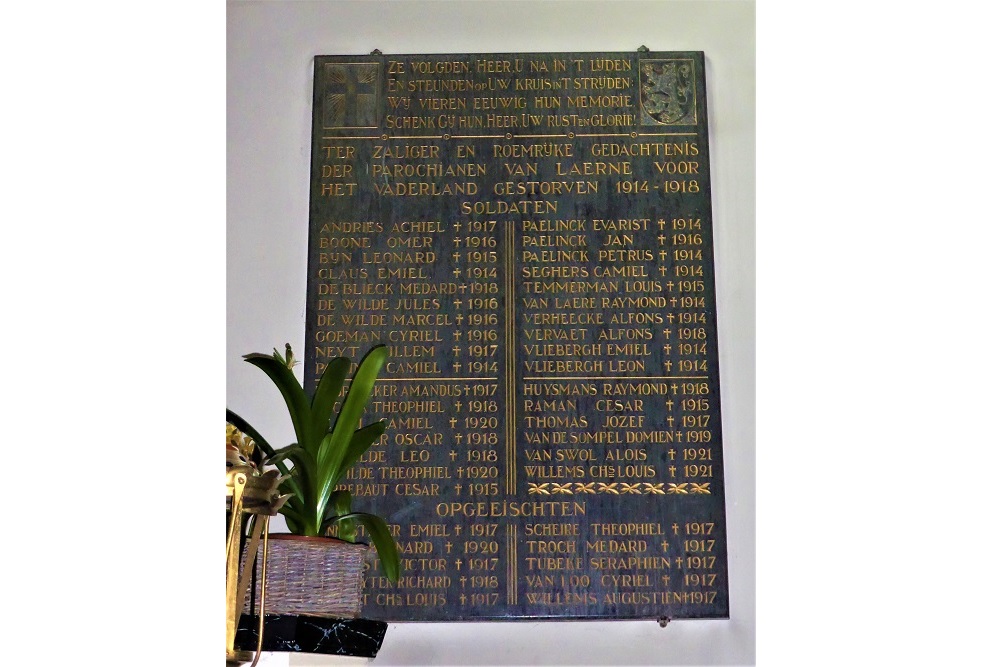 ZE VOLGDEN, HEER, U NA IN 'T LIJDEN
EN STEUNDEN OP UW KRUIS IN 'T STRIJDEN:
WIJ VIEREN EEUWIG HUN MEMORIE,
SCHENK GIJ HUN, HEER, UW RUST EN GLORIE!
TER ZALIGER EN ROEMRIJKE GEDACHTENIS
DER PAROCHIANEN VAN LAERNE VOOR
HET VADERLAND GESTORVEN 1914-1918
SOLDATEN
ANDRIES ACHIEL † 1917
BOONE OMER † 1916
BIJN LEONARD † 1915
CLAUS EMIEL † 1914
DE BLIECK MEDARD † 1918
DE WILDE JULES † 1916
DE WILDE MARCEL † 1916
GOEMAN CYRIEL † 1916
NEYT WILLEM † 1917
CAMIEL † 1914
AMANDUS † 1917
THEOPHIEL † 1918
CAMIEL † 1920
OSCAR † 1918
LEO † 1918
THEOPHIEL † 1920
CESAR † 1915
PAELINCK EVARIST † 1914
PAELINCK JAN † 1916
PAELINCK PETRUS † 1914
SEGHERS CAMIEL † 1914
TEMMERMAN LOUIS † 1915
VAN LAERE RAYMOND † 1914
VERHEECKE ALFONS † 1914
VERVAET ALFONS † 1918
VLIEBERGH EMIEL † 1914
VLIEBERGH LEON † 1914
HUYSMANS RAYMOND † 1918
RAMAN CESAR † 1915
THOMAS JOZEF † 1917
VAN DE SOMPEL DOMIEN † 1919
VAN SWOL ALOIS † 1921
WILLEMS CHS LOUIS † 1921
OPGEEISCHTEN
EMIEL † 1917
† 1920
VICTOR † 1917
RICHARD † 1918
CHS LOUIS † 1917
SCHEIRE THEOPHIEL † 1917
TROCH MEDARD † 1917
TUBEKE SERAPHIEN † 1917
VAN LOO CYRIEL † 1917
WILLEMS AUGUSTIEN † 1917